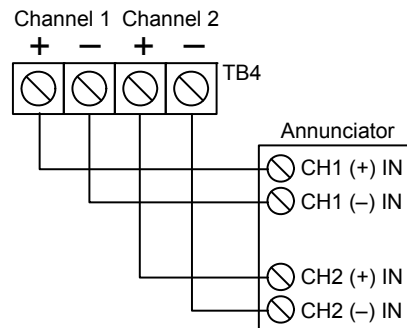 Channel 1 Channel 2
+ – + –
TB4
Annunciator
CH1 (+) IN
CH1 (–) IN
CH2 (+) IN
CH2 (–) IN